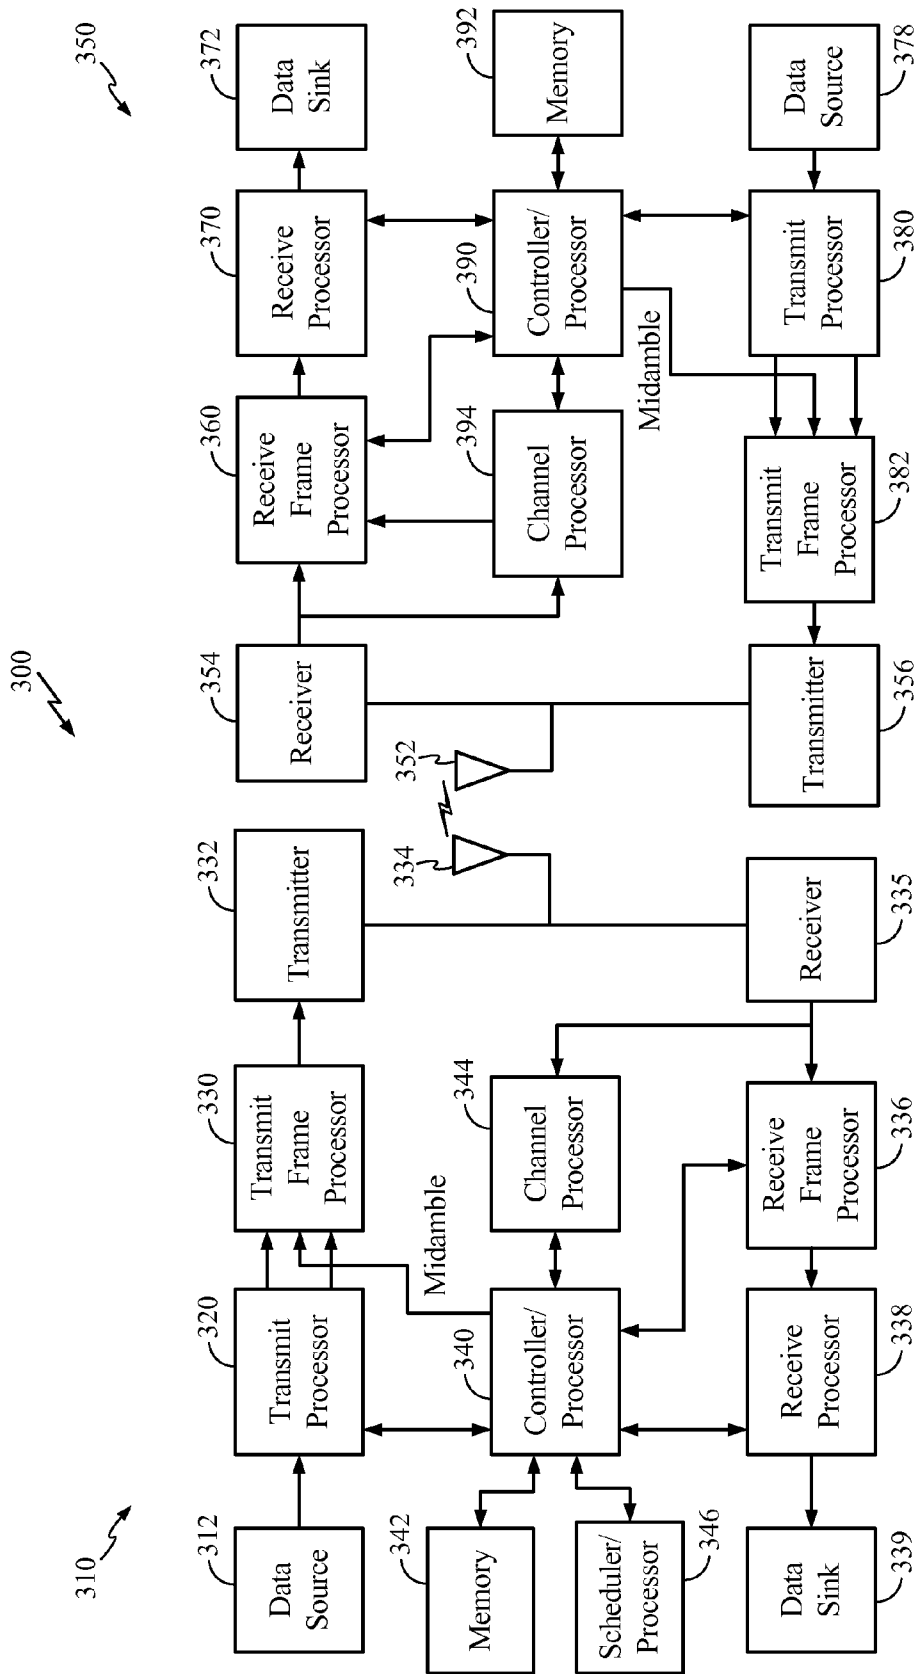 300
310
350
312
Data
Source
320
Transmit
Processor
330
Transmit
Frame
Processor
332
Transmitter
354
Receiver
360
Receive
Frame
Processor
370
Receive
Processor
372
Data
Sink
342
Memory
340
Controller/
Processor
Midamble
344
Channel
Processor
334
352
394
Channel
Processor
390
Controller/
Processor
392
Memory
Midamble
346
Scheduler/
Processor
Data
Sink
339
Receive
Processor
338
Receive
Frame
Processor
336
Receiver
335
Transmitter
356
Transmit
Frame
Processor
382
Transmit
Processor
380
Data
Source
378